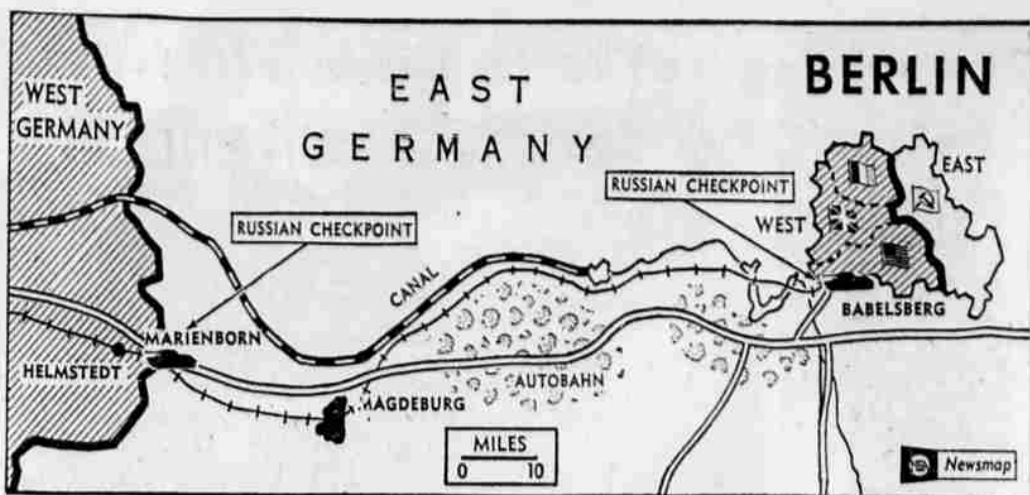 BERLIN
EAST
GERMANY
WEST
GERMANY
RUSSIAN CHECKPOINT
EAST
WEST
RUSSIAN CHECKPOINT
CANAL
BABELSBERG
MARIENBORN
HELMSTEDT
AUTOBAHN
MAGDEBURG
MILES
0 10
Newsmap